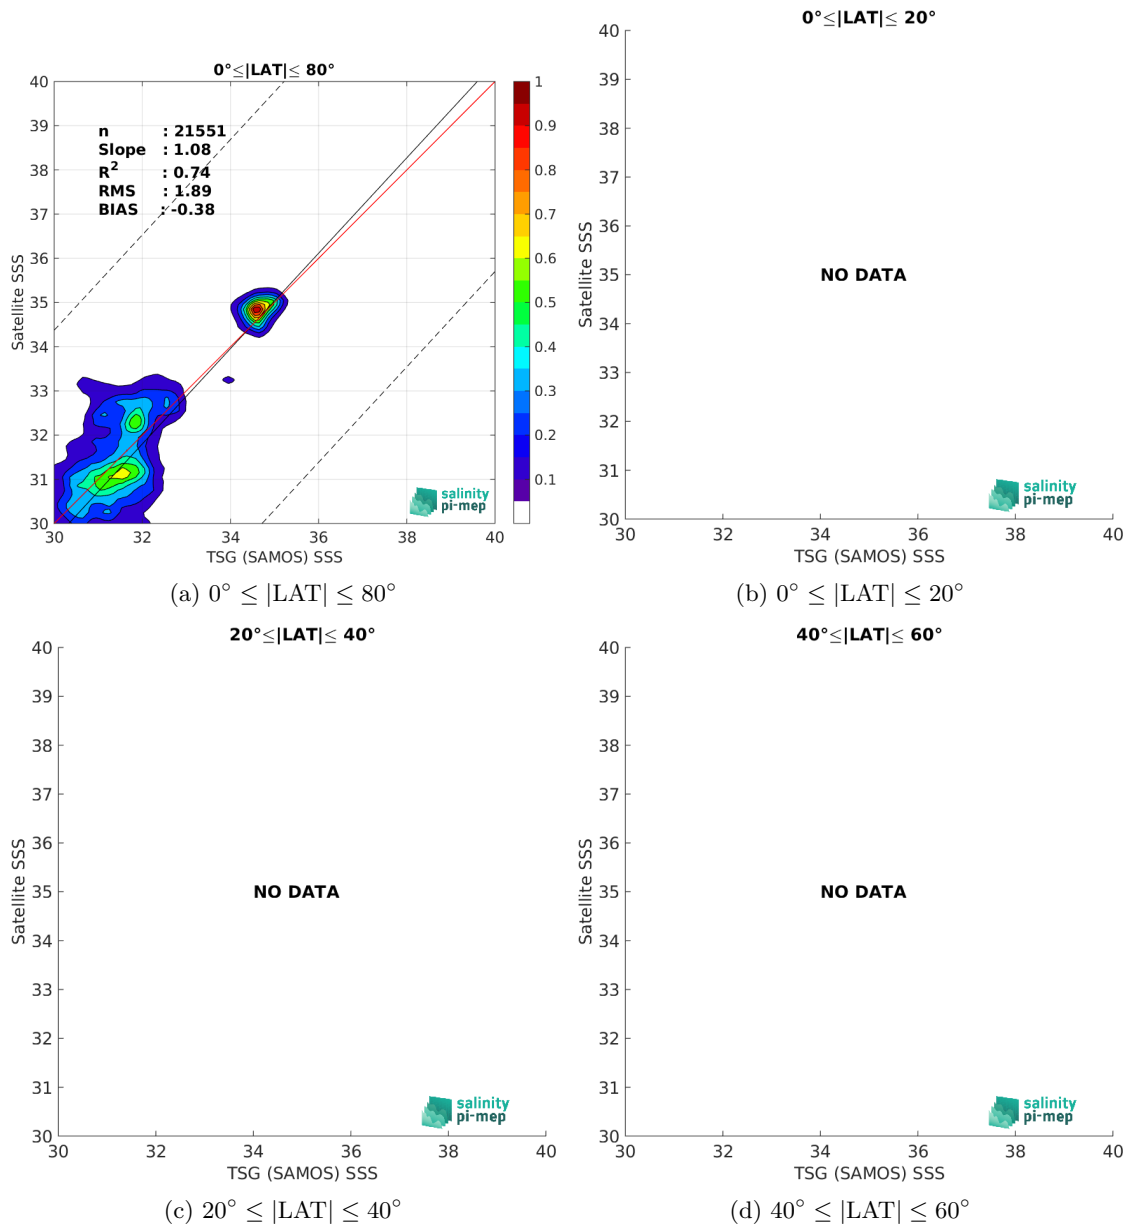 0°≤|LAT|≤ 80°
40
39
38
37
36
35
34
33
32
31
30
Satellite SSS
n : 21551
Slope : 1.08
R2 : 0.74
RMS : 1.89
BIAS : -0.38
1
0.9
0.8
0.7
0.6
0.5
0.4
0.3
0.2
0.1
salinity
pi-mep
30 32 34 36 38 40
TSG (SAMOS) SSS
(a) 0° ≤ |LAT| ≤ 80°
0°≤|LAT|≤ 20°
40
39
38
37
36
35
34
33
32
31
30
Satellite SSS
NO DATA
salinity
pi-mep
30 32 34 36 38 40
TSG (SAMOS) SSS
(b) 0° ≤ |LAT| ≤ 20°
20°≤|LAT|≤ 40°
40
39
38
37
36
35
34
33
32
31
30
Satellite SSS
NO DATA
salinity
pi-mep
30 32 34 36 38 40
TSG (SAMOS) SSS
(c) 20° ≤ |LAT| ≤ 40°
40°≤|LAT|≤ 60°
40
39
38
37
36
35
34
33
32
31
30
Satellite SSS
NO DATA
salinity
pi-mep
30 32 34 36 38 40
TSG (SAMOS) SSS
(d) 40° ≤ |LAT| ≤ 60°